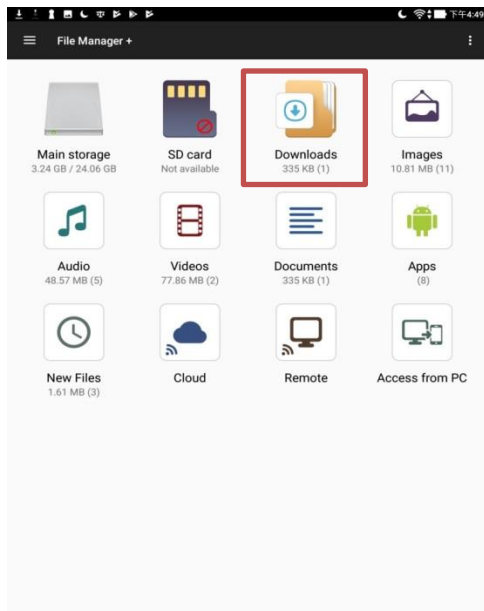 下午4:49
File Manager +
Main storage
3.24 GB / 24.06 GB
SD card
Not available
Downloads
335 KB (1)
Images
10.81 MB (11)
Audio
48.57 MB (5)
Videos
77.86 MB (2)
Documents
335 KB (1)
Apps
(8)
New Files
1.61 MB (3)
Cloud
Remote
Access from PC